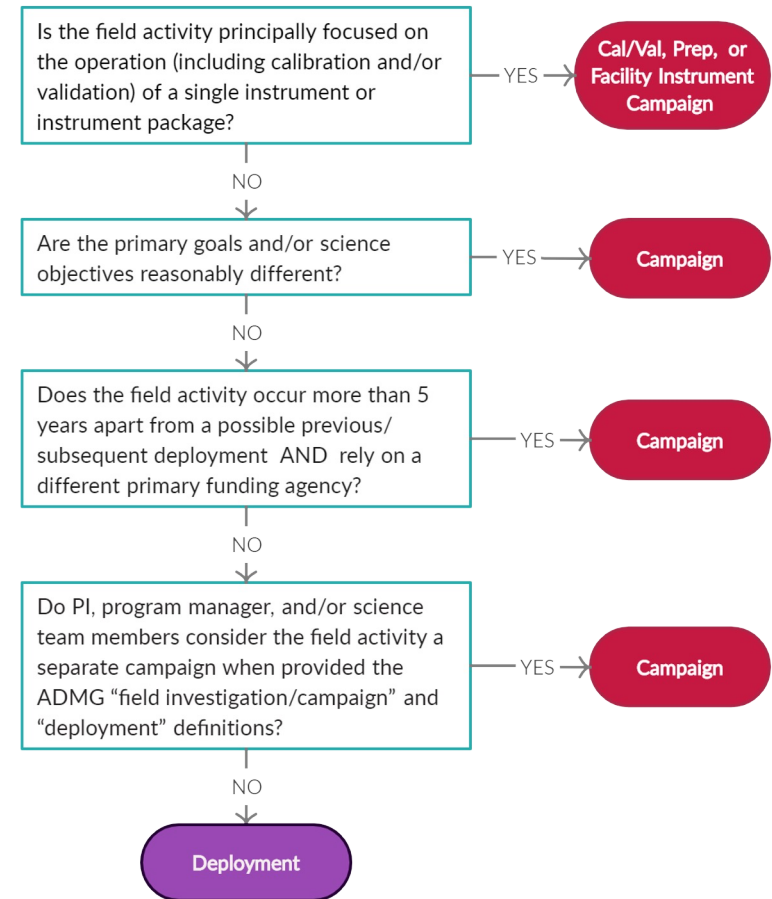 Is the field activity principally focused on
the operation (including calibration and/or
validation) of a single instrument or
instrument package?
YES
Cal/Val, Prep, or
Facility Instrument
Campaign
NO
Are the primary goals and/or science
objectives reasonably different?
YES
Campaign
NO
Does the field activity occur more than 5
years apart from a possible previous/
subsequent deployment AND rely on a
different primary funding agency?
YES
Campaign
NO
Do PI, program manager, and/or science
team members consider the field activity a
separate campaign when provided the
ADMG “field investigation/campaign” and
“deployment” definitions?
YES
Campaign
NO
Deployment